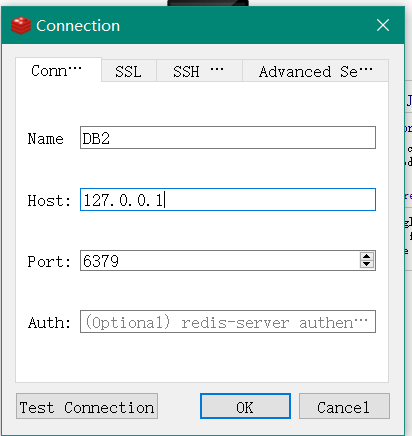 Connection
Conn⋯ SSL SSH ⋯ Advanced Se⋯
Name DB2
Host: 127.0.0.1
Port: 6379
Auth: (Optional) redis-server authen⋯
Test Connection OK Cancel